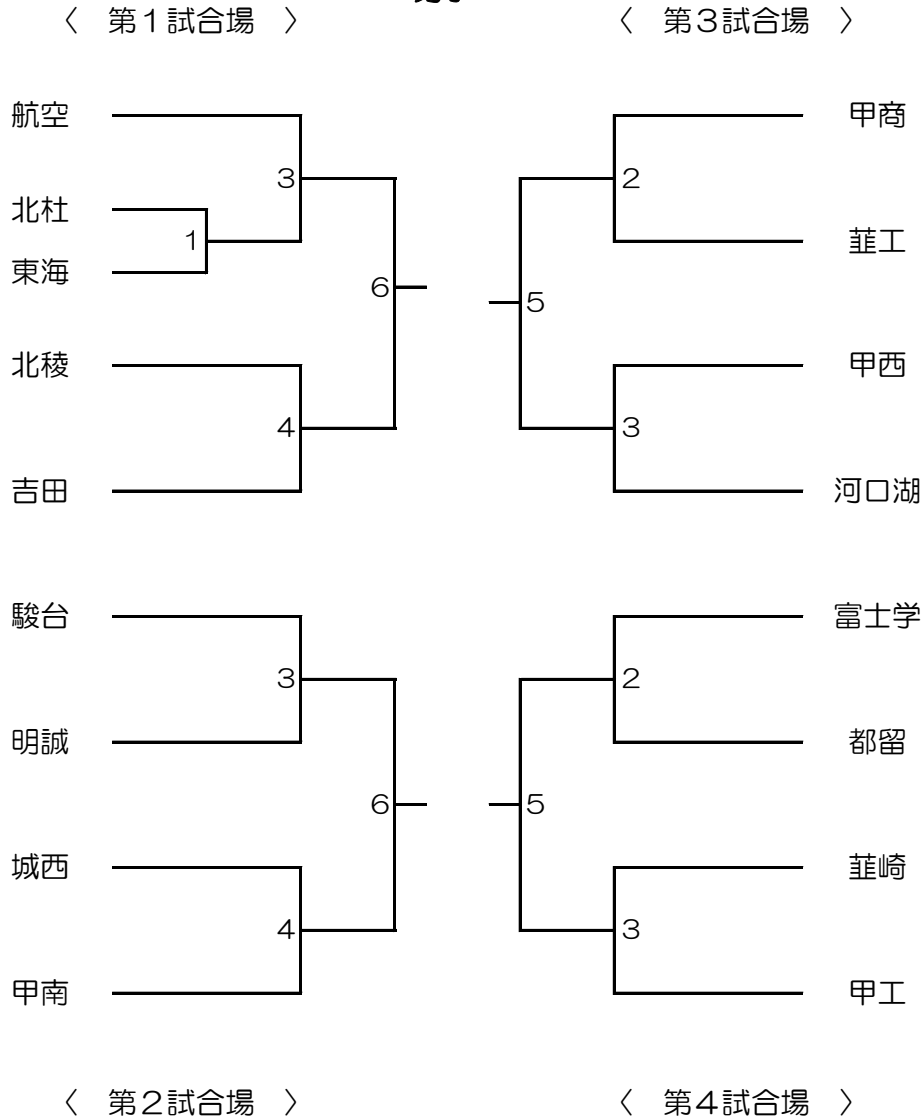 〈 第１試合場 〉
〈 第３試合場 〉
航空
甲商
3
2
北杜
1
韮工
東海
6
5
北稜
甲西
4
3
吉田
河口湖
駿台
富士学
3
2
明誠
都留
6
5
城西
韮崎
4
3
甲南
甲工
〈 第２試合場 〉
〈 第４試合場 〉